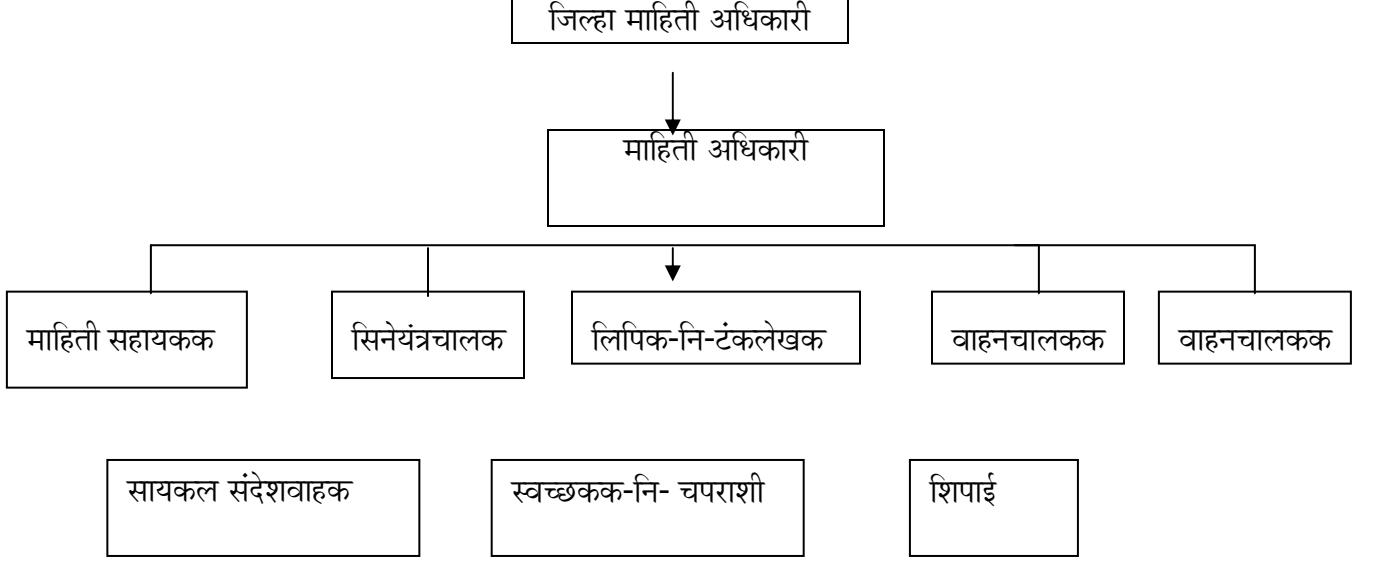 जिल्हा माहिती अधिकारी
माहिती अधिकारी
माहिती सहायकक
सिनेयंत्रचालक
लिपिक-नि-टंकलेखक
वाहनचालकक
वाहनचालकक
सायकल संदेशवाहक
स्वच्छकक-नि- चपराशी
शिपाई